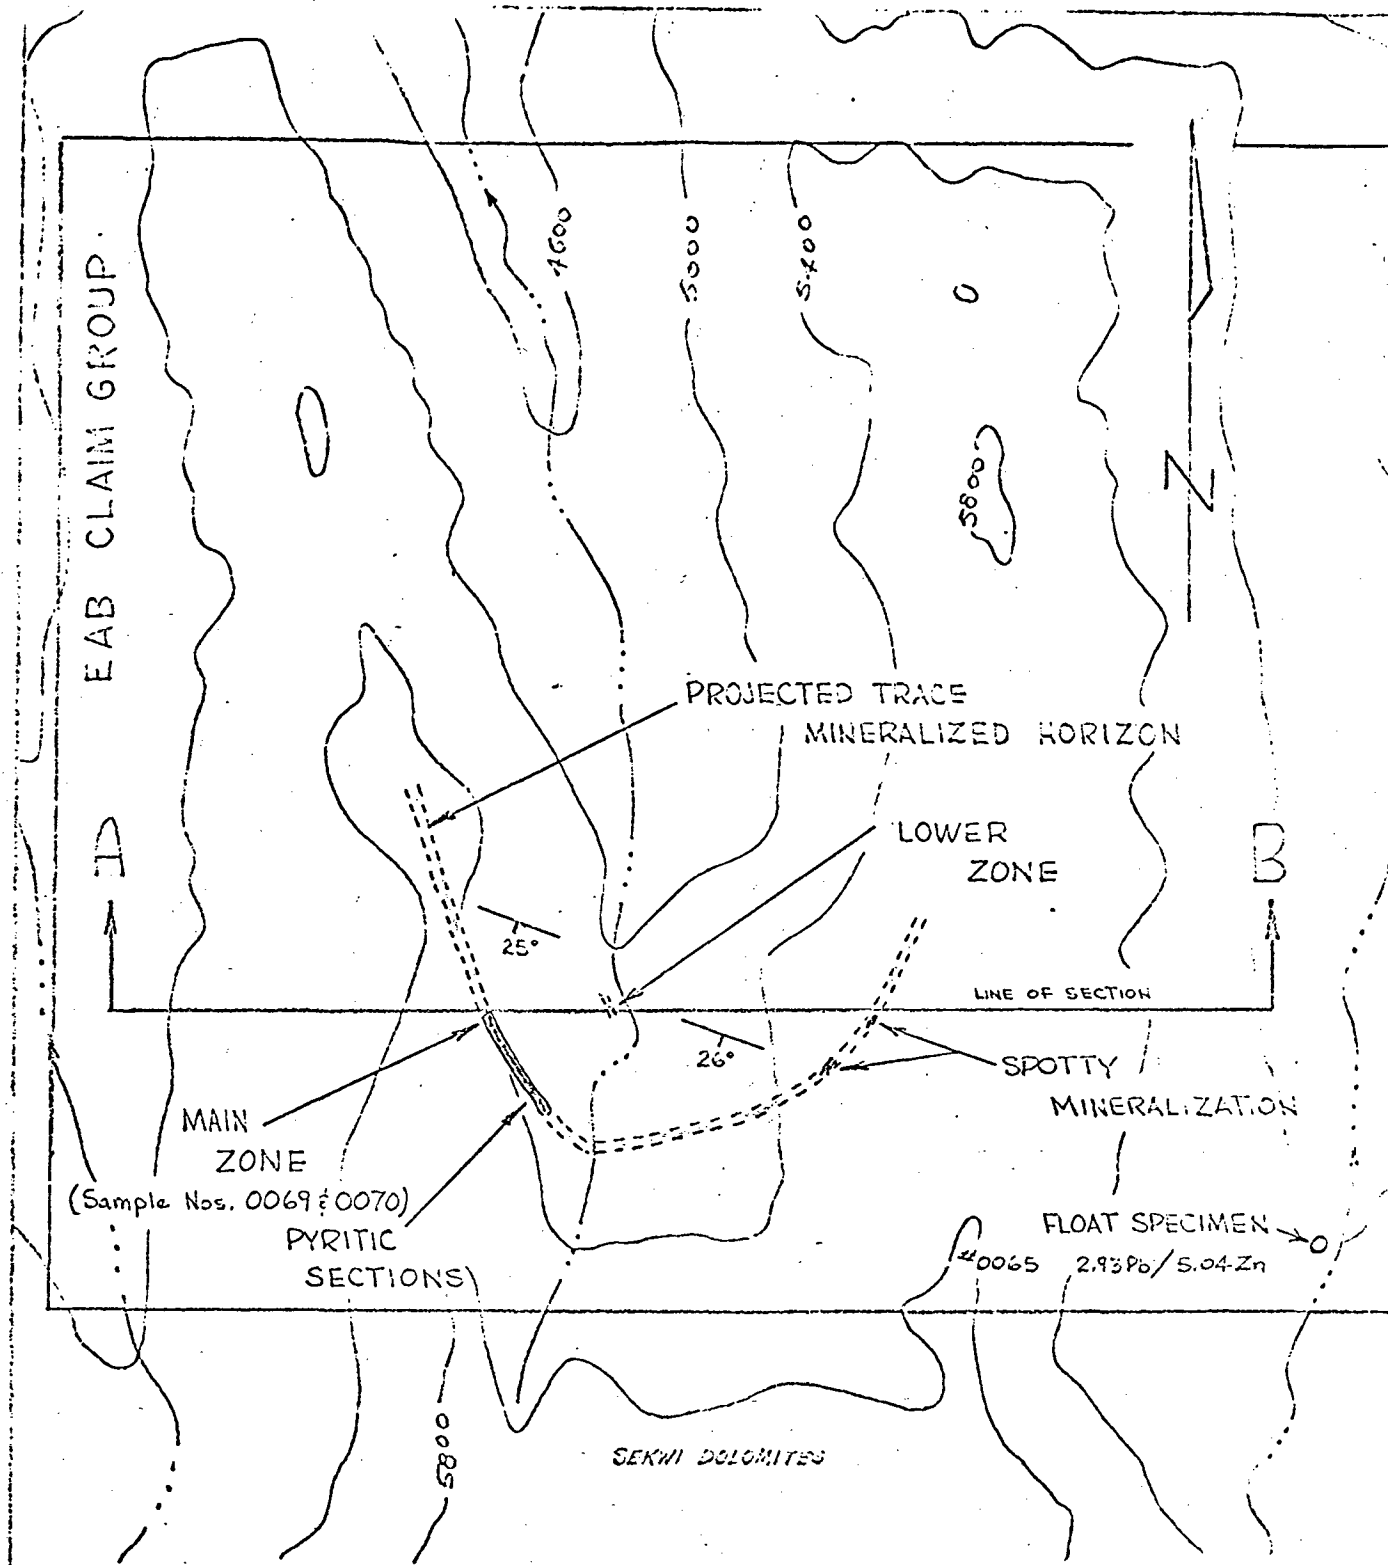 EAB CLAIM GROUP.
4600
5000
5400
5800
N
PROJECTED TRACE
MINERALIZED HORIZON
LOWER
ZONE
B
25°
LINE OF SECTION
26°
SPOTTY
MINERALIZATION
MAIN
ZONE
(Sample Nos. 0069 & 0070)
PYRITIC
SECTIONS
FLOAT SPECIMEN
#0065 2.93Pb/5.04Zn
5800
SEKWI DOLOMITES